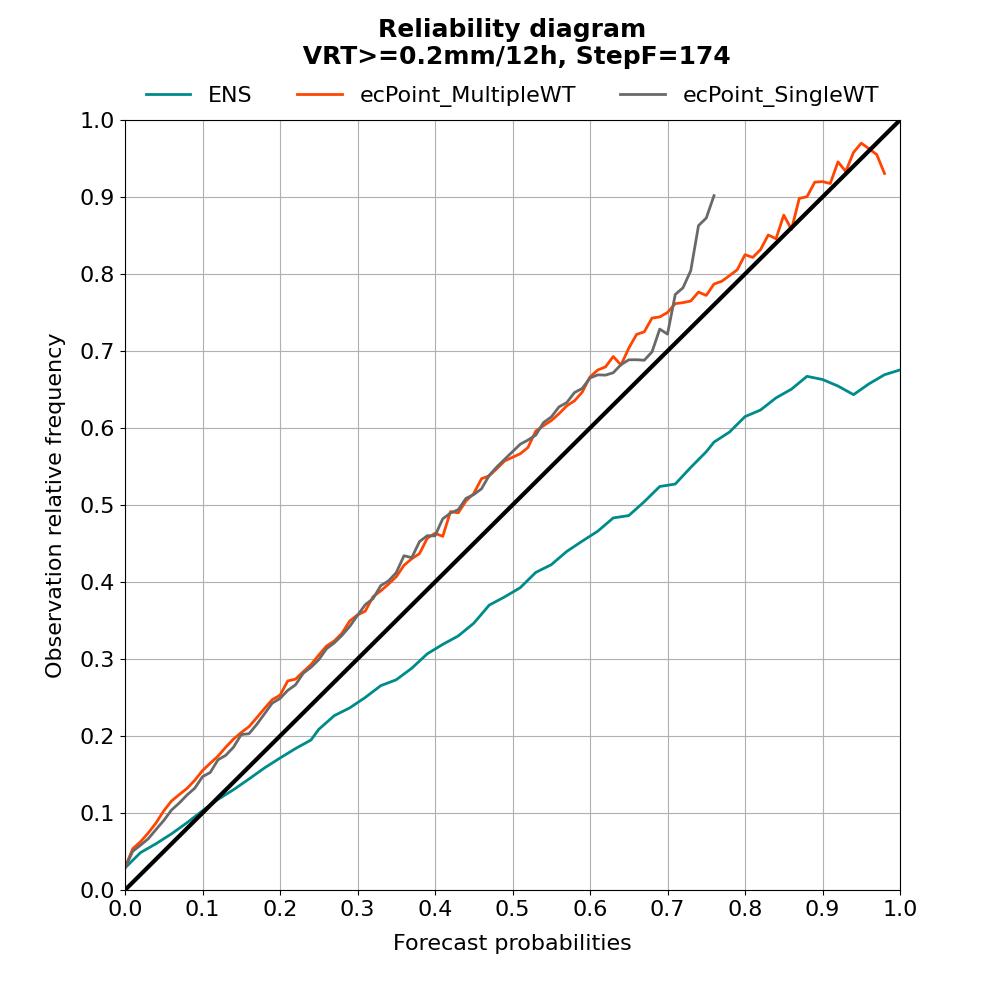 Reliability diagram
VRT>=0.2mm/12h, StepF=174
ENS ecPoint_MultipleWT ecPoint_SingleWT
1.0
0.9
0.8
0.7
0.6
0.5
0.4
0.3
0.2
0.1
0.0
Observation relative frequency
0.0 0.1 0.2 0.3 0.4 0.5 0.6 0.7 0.8 0.9 1.0
Forecast probabilities